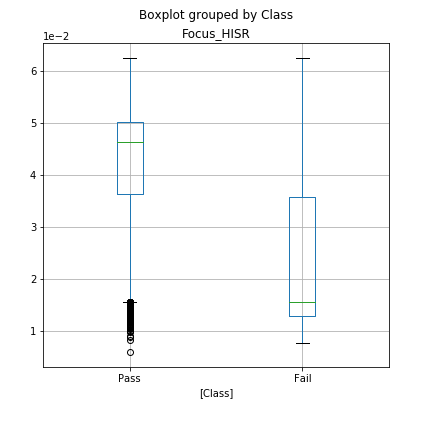 Boxplot grouped by Class
Focus_HISR
1e−2
6
5
4
3
2
1
Pass Fail
[Class]